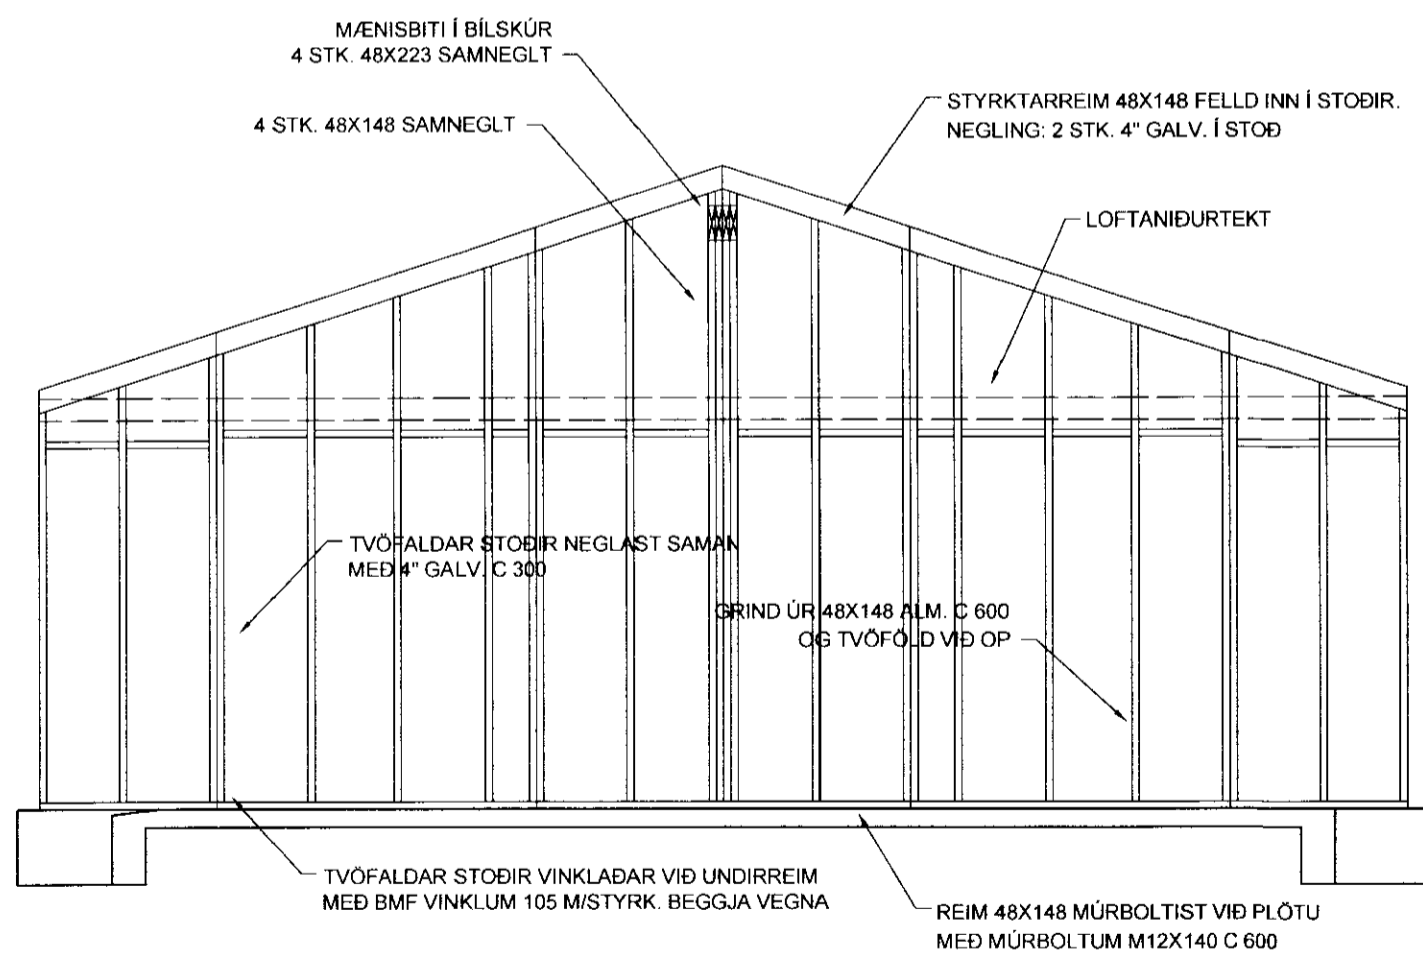 MÆNISBITI Í BÍLSKÚR
4 STK. 48X223 SAMNEGLT
4 STK. 48X148 SAMNEGLT
STYRKTARREIM 48X148 FELLD INN Í STOÐIR.
NEGLING: 2 STK. 4" GALV. Í STOÐ
LOFTANIÐURTEKT
TVÖFALDAR STOÐIR NEGLAST SAMAN
MEÐ 4" GALV. C 300
GRIND ÚR 48X148 ALM. C 600
OG TVÖFÖLD VIÐ OP
TVÖFALDAR STOÐIR VINKLAÐAR VIÐ UNDIRREIM
MEÐ BMF VINKLUM 105 M/STYRK. BEGGJA VEGNA
REIM 48X148 MÚRBOLTIST VIÐ PLÖTU
MEÐ MÚRBOLTUM M12X140 C 600